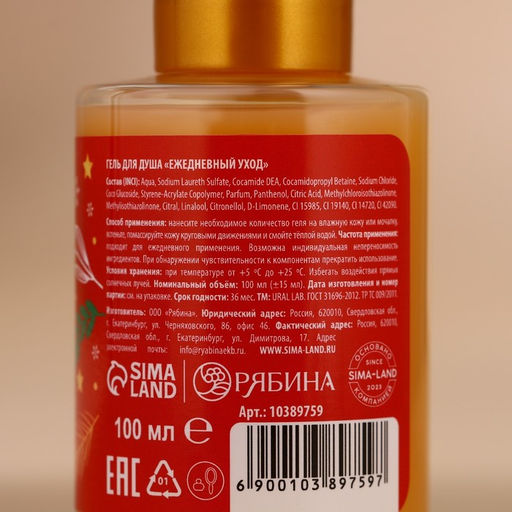 ГЕЛЬ ДЛЯ ДУША «ЕЖЕДНЕВНЫЙ УХОД»
Состав (INCI): Aqua, Sodium Laureth Sulfate, Cocamide DEA, Cocamidopropyl Betaine, Sodium Chloride,
Coco Glucoside, Styrene-Acrylate Copolymer, Parfum, Panthenol, Citric Acid, Methylchloroisothiazolinone,
Methylisothiazolinone, Citral, Linalool, Citronellol, D-Limonene, CI 15985, CI 19140, CI 14720, CI 42090.
Способ применения: нанесите необходимое количество геля на влажную кожу или мочалку,
вспеньте, помассируйте кожу круговыми движениями и смойте тёплой водой. Частота применения:
подходит для ежедневного применения. Возможна индивидуальная непереносимость
ингредиентов. При обнаружении чувствительности к компонентам прекратить использование.
Условия хранения: при температуре от +5 °С до +25 °С. Избегать воздействия прямых
солнечных лучей. Номинальный объём: 100 мл (±15 мл). Дата изготовления и номер
партии: см. на упаковке. Срок годности: 36 мес. ТМ: URAL LAB. ГОСТ 31696-2012. ТР ТС 009/2011.
Изготовитель: ООО «Рябина». Юридический адрес: Россия, 620010, Свердловская обл.,
г. Екатеринбург, ул. Черняховского, 86, офис 46. Фактический адрес: Россия, 620010,
Свердловская обл., г. Екатеринбург, ул. Димитрова, 17. Адрес
электронной почты: info@ryabinaekb.ru WWW.SIMA-LAND.RU
SIMA
LAND
РЯБИНА
ОСНОВАНО
SINCE
SIMA-LAND
2023
КОМПАНИЕЙ
Арт.: 10389759
100 мл e
EAC
01
6 900103 897597